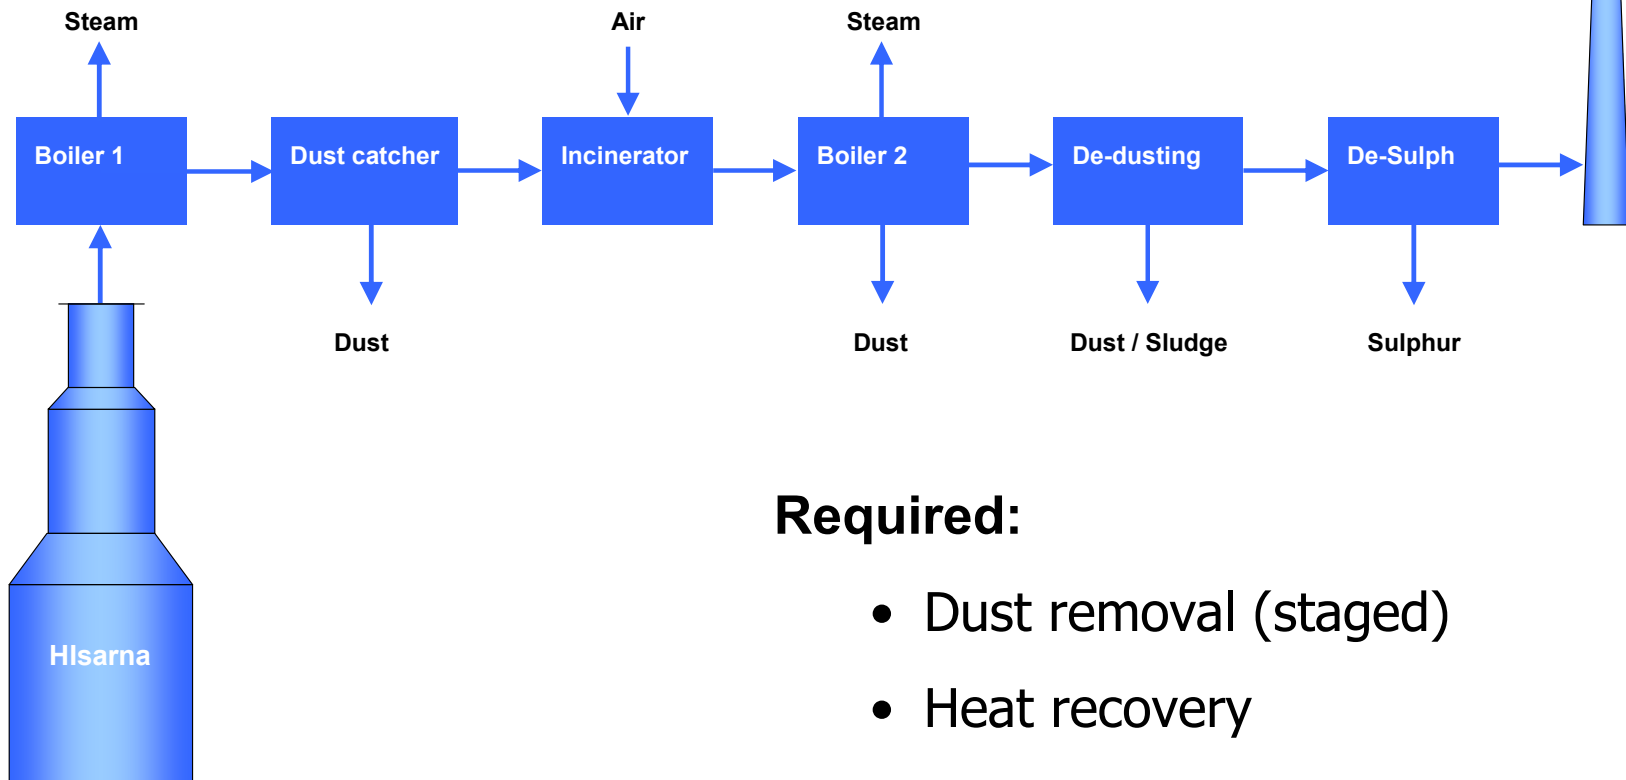 Steam
Air
Steam
Boiler 1
Dust catcher
Incinerator
Boiler 2
De-dusting
De-Sulph
Dust
Dust
Dust / Sludge
Sulphur
Required:
• Dust removal (staged)
HIsarna
• Heat recovery